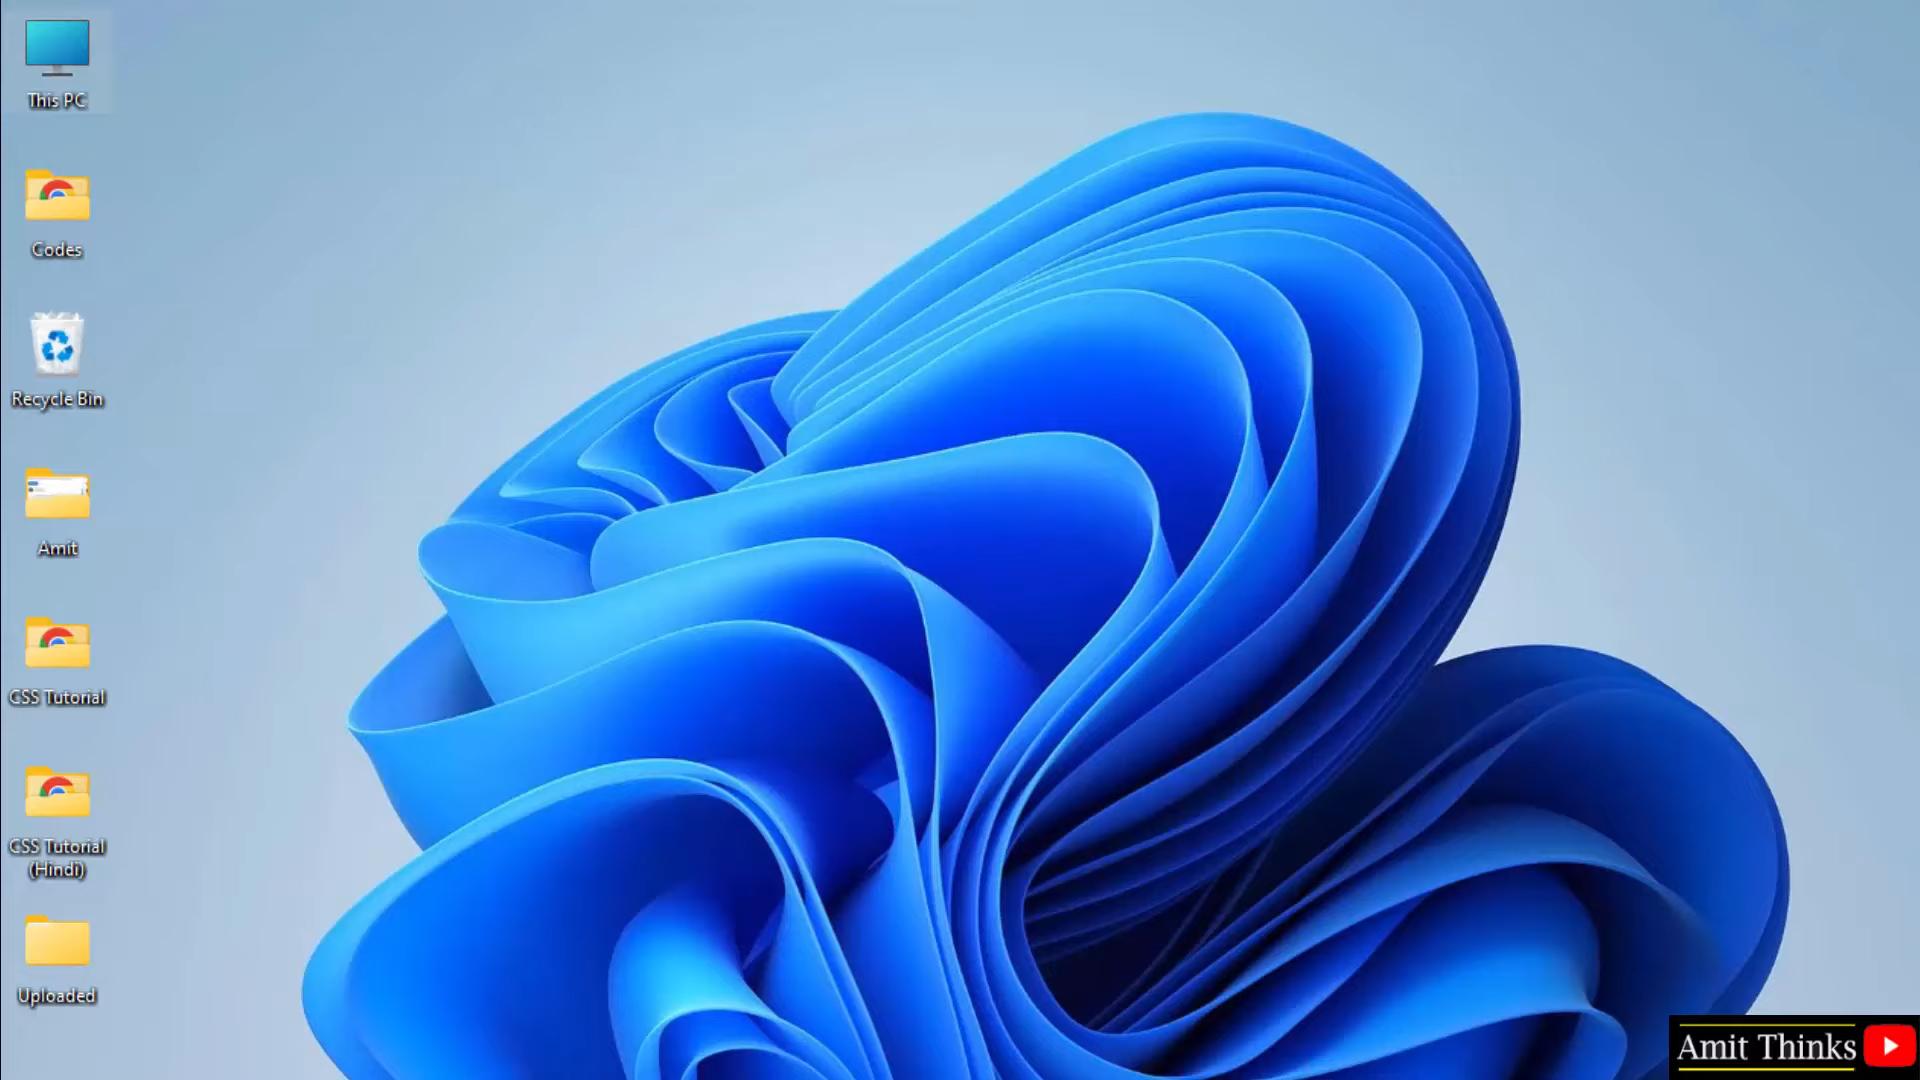 This PC
Codes
Recycle Bin
Amit
CSS Tutorial
CSS Tutorial
(Hindi)
Uploaded
Amit Thinks